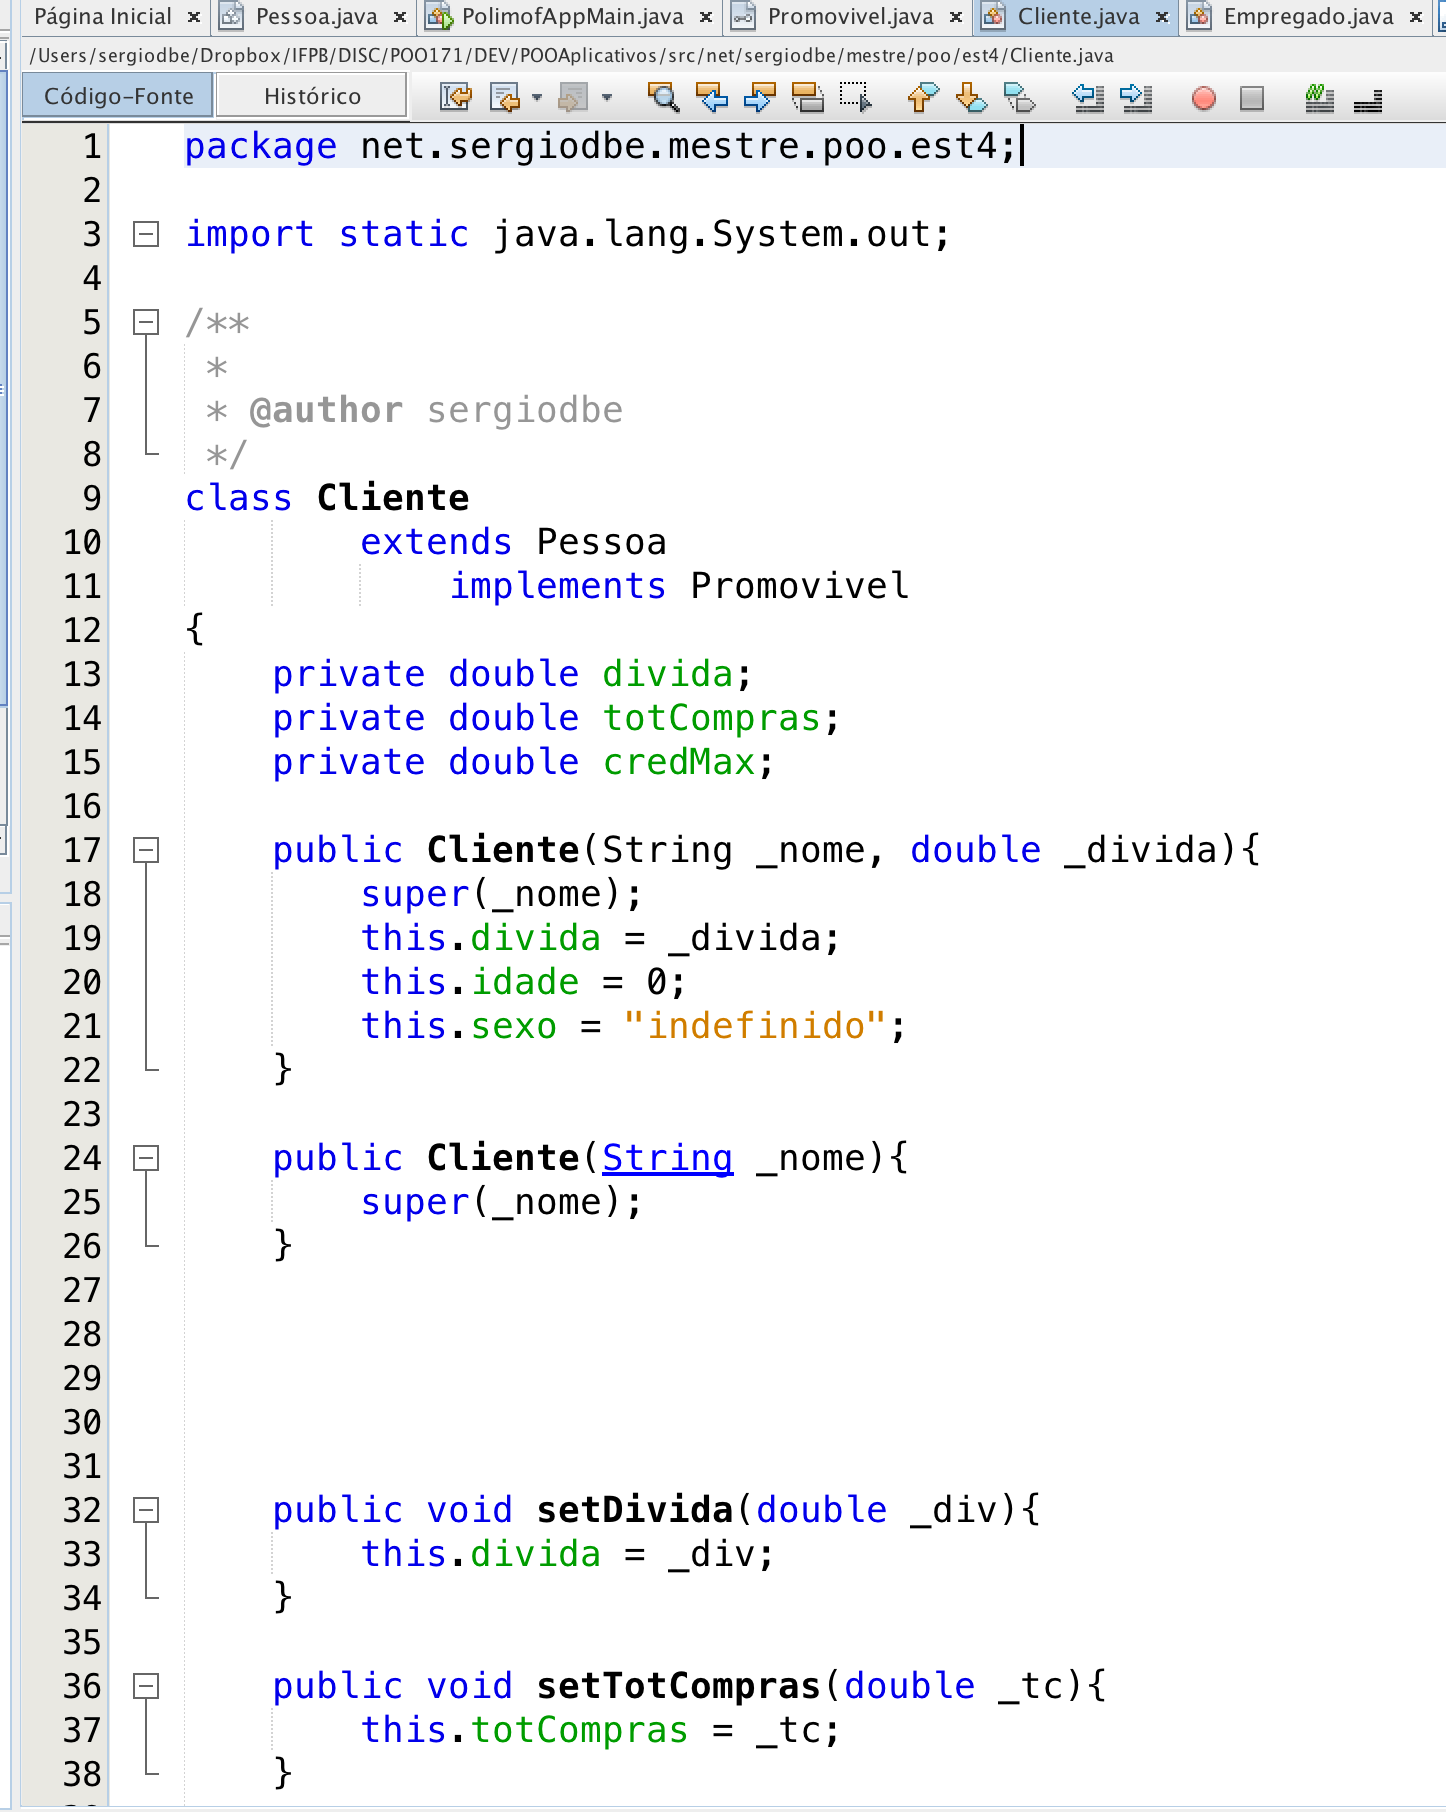 Página Inicial × Pessoa.java × PolimofAppMain.java × Promovivel.java × Cliente.java × Empregado.java ×
/Users/sergiodbe/Dropbox/IFPB/DISC/POO171/DEV/POOAplicativos/src/net/sergiodbe/mestre/poo/est4/Cliente.java
Código-Fonte Histórico
1 package net.sergiodbe.mestre.poo.est4;
2
3 import static java.lang.System.out;
4
5 /**
6 *
7 * @author sergiodbe
8 */
9 class Cliente
10 extends Pessoa
11 implements Promovivel
12 {
13 private double divida;
14 private double totCompras;
15 private double credMax;
16
17 public Cliente(String _nome, double _divida){
18 super(_nome);
19 this.divida = _divida;
20 this.idade = 0;
21 this.sexo = "indefinido";
22 }
23
24 public Cliente(String _nome){
25 super(_nome);
26 }
27
28
29
30
31
32 public void setDivida(double _div){
33 this.divida = _div;
34 }
35
36 public void setTotCompras(double _tc){
37 this.totCompras = _tc;
38 }